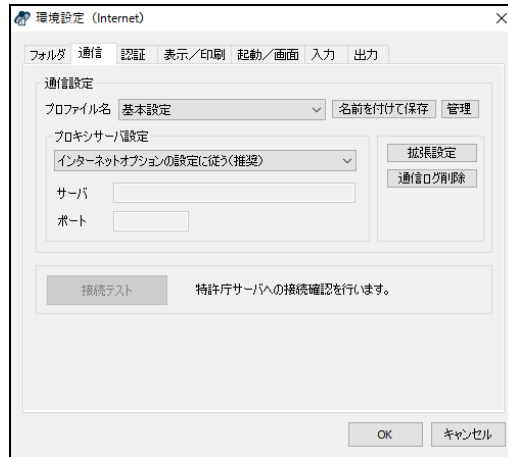 環境設定（Internet）
フォルダ 通信 認証 表示／印刷 起動／画面 入力 出力
通信設定
プロファイル名 基本設定 名前を付けて保存 管理
プロキシサーバ設定
インターネットオプションの設定に従う(推奨)
拡張設定
通信ログ削除
サーバ
ポート
接続テスト 特許庁サーバへの接続確認を行います。
OK キャンセル